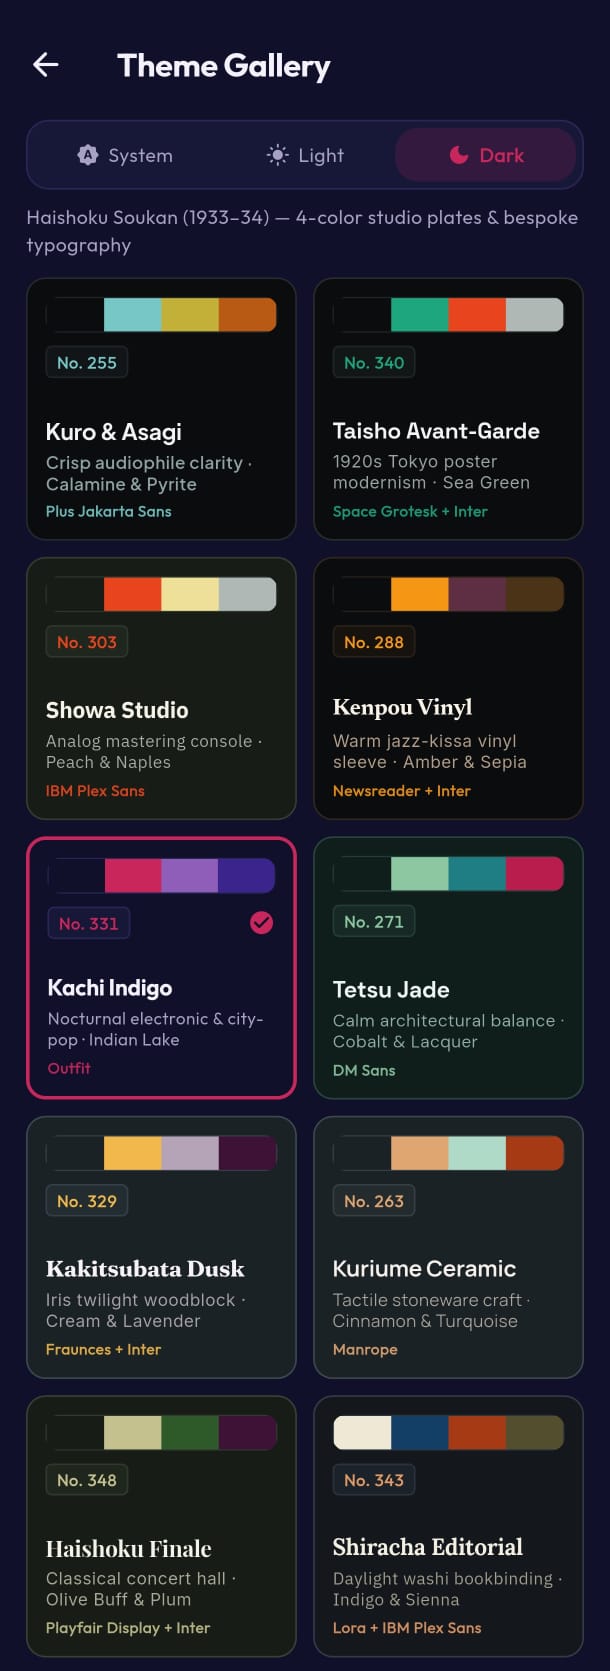 Theme Gallery
System
Light
Dark
Haishoku Soukan (1933–34) — 4-color studio plates & bespoke
typography
No. 255
Kuro & Asagi
Crisp audiophile clarity ·
Calamine & Pyrite
Plus Jakarta Sans
No. 340
Taisho Avant-Garde
1920s Tokyo poster
modernism · Sea Green
Space Grotesk + Inter
No. 303
Showa Studio
Analog mastering console ·
Peach & Naples
IBM Plex Sans
No. 288
Kenpou Vinyl
Warm jazz-kissa vinyl
sleeve · Amber & Sepia
Newsreader + Inter
No. 331
Kachi Indigo
Nocturnal electronic & city-
pop · Indian Lake
Outfit
No. 271
Tetsu Jade
Calm architectural balance ·
Cobalt & Lacquer
DM Sans
No. 329
Kakitsubata Dusk
Iris twilight woodblock ·
Cream & Lavender
Fraunces + Inter
No. 263
Kuriume Ceramic
Tactile stoneware craft ·
Cinnamon & Turquoise
Manrope
No. 348
Haishoku Finale
Classical concert hall ·
Olive Buff & Plum
Playfair Display + Inter
No. 343
Shiracha Editorial
Daylight washi bookbinding ·
Indigo & Sienna
Lora + IBM Plex Sans